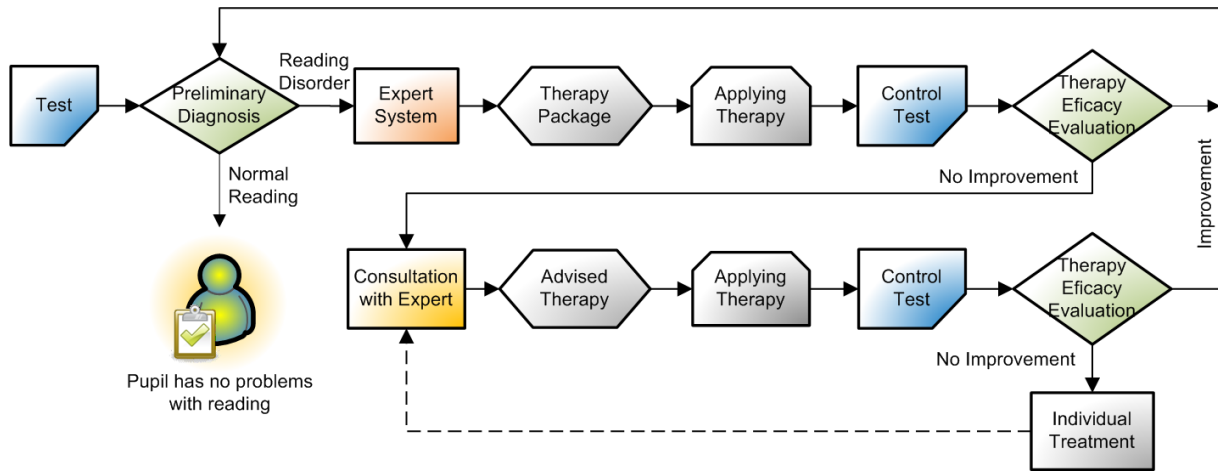 Test
Preliminary
Diagnosis
Reading
Disorder
Expert
System
Therapy
Package
Applying
Therapy
Control
Test
Therapy
Eficacy
Evaluation
Normal
Reading
No Improvement
Improvement
Pupil has no problems
with reading
Consultation
with Expert
Advised
Therapy
Applying
Therapy
Control
Test
Therapy
Eficacy
Evaluation
No Improvement
Individual
Treatment